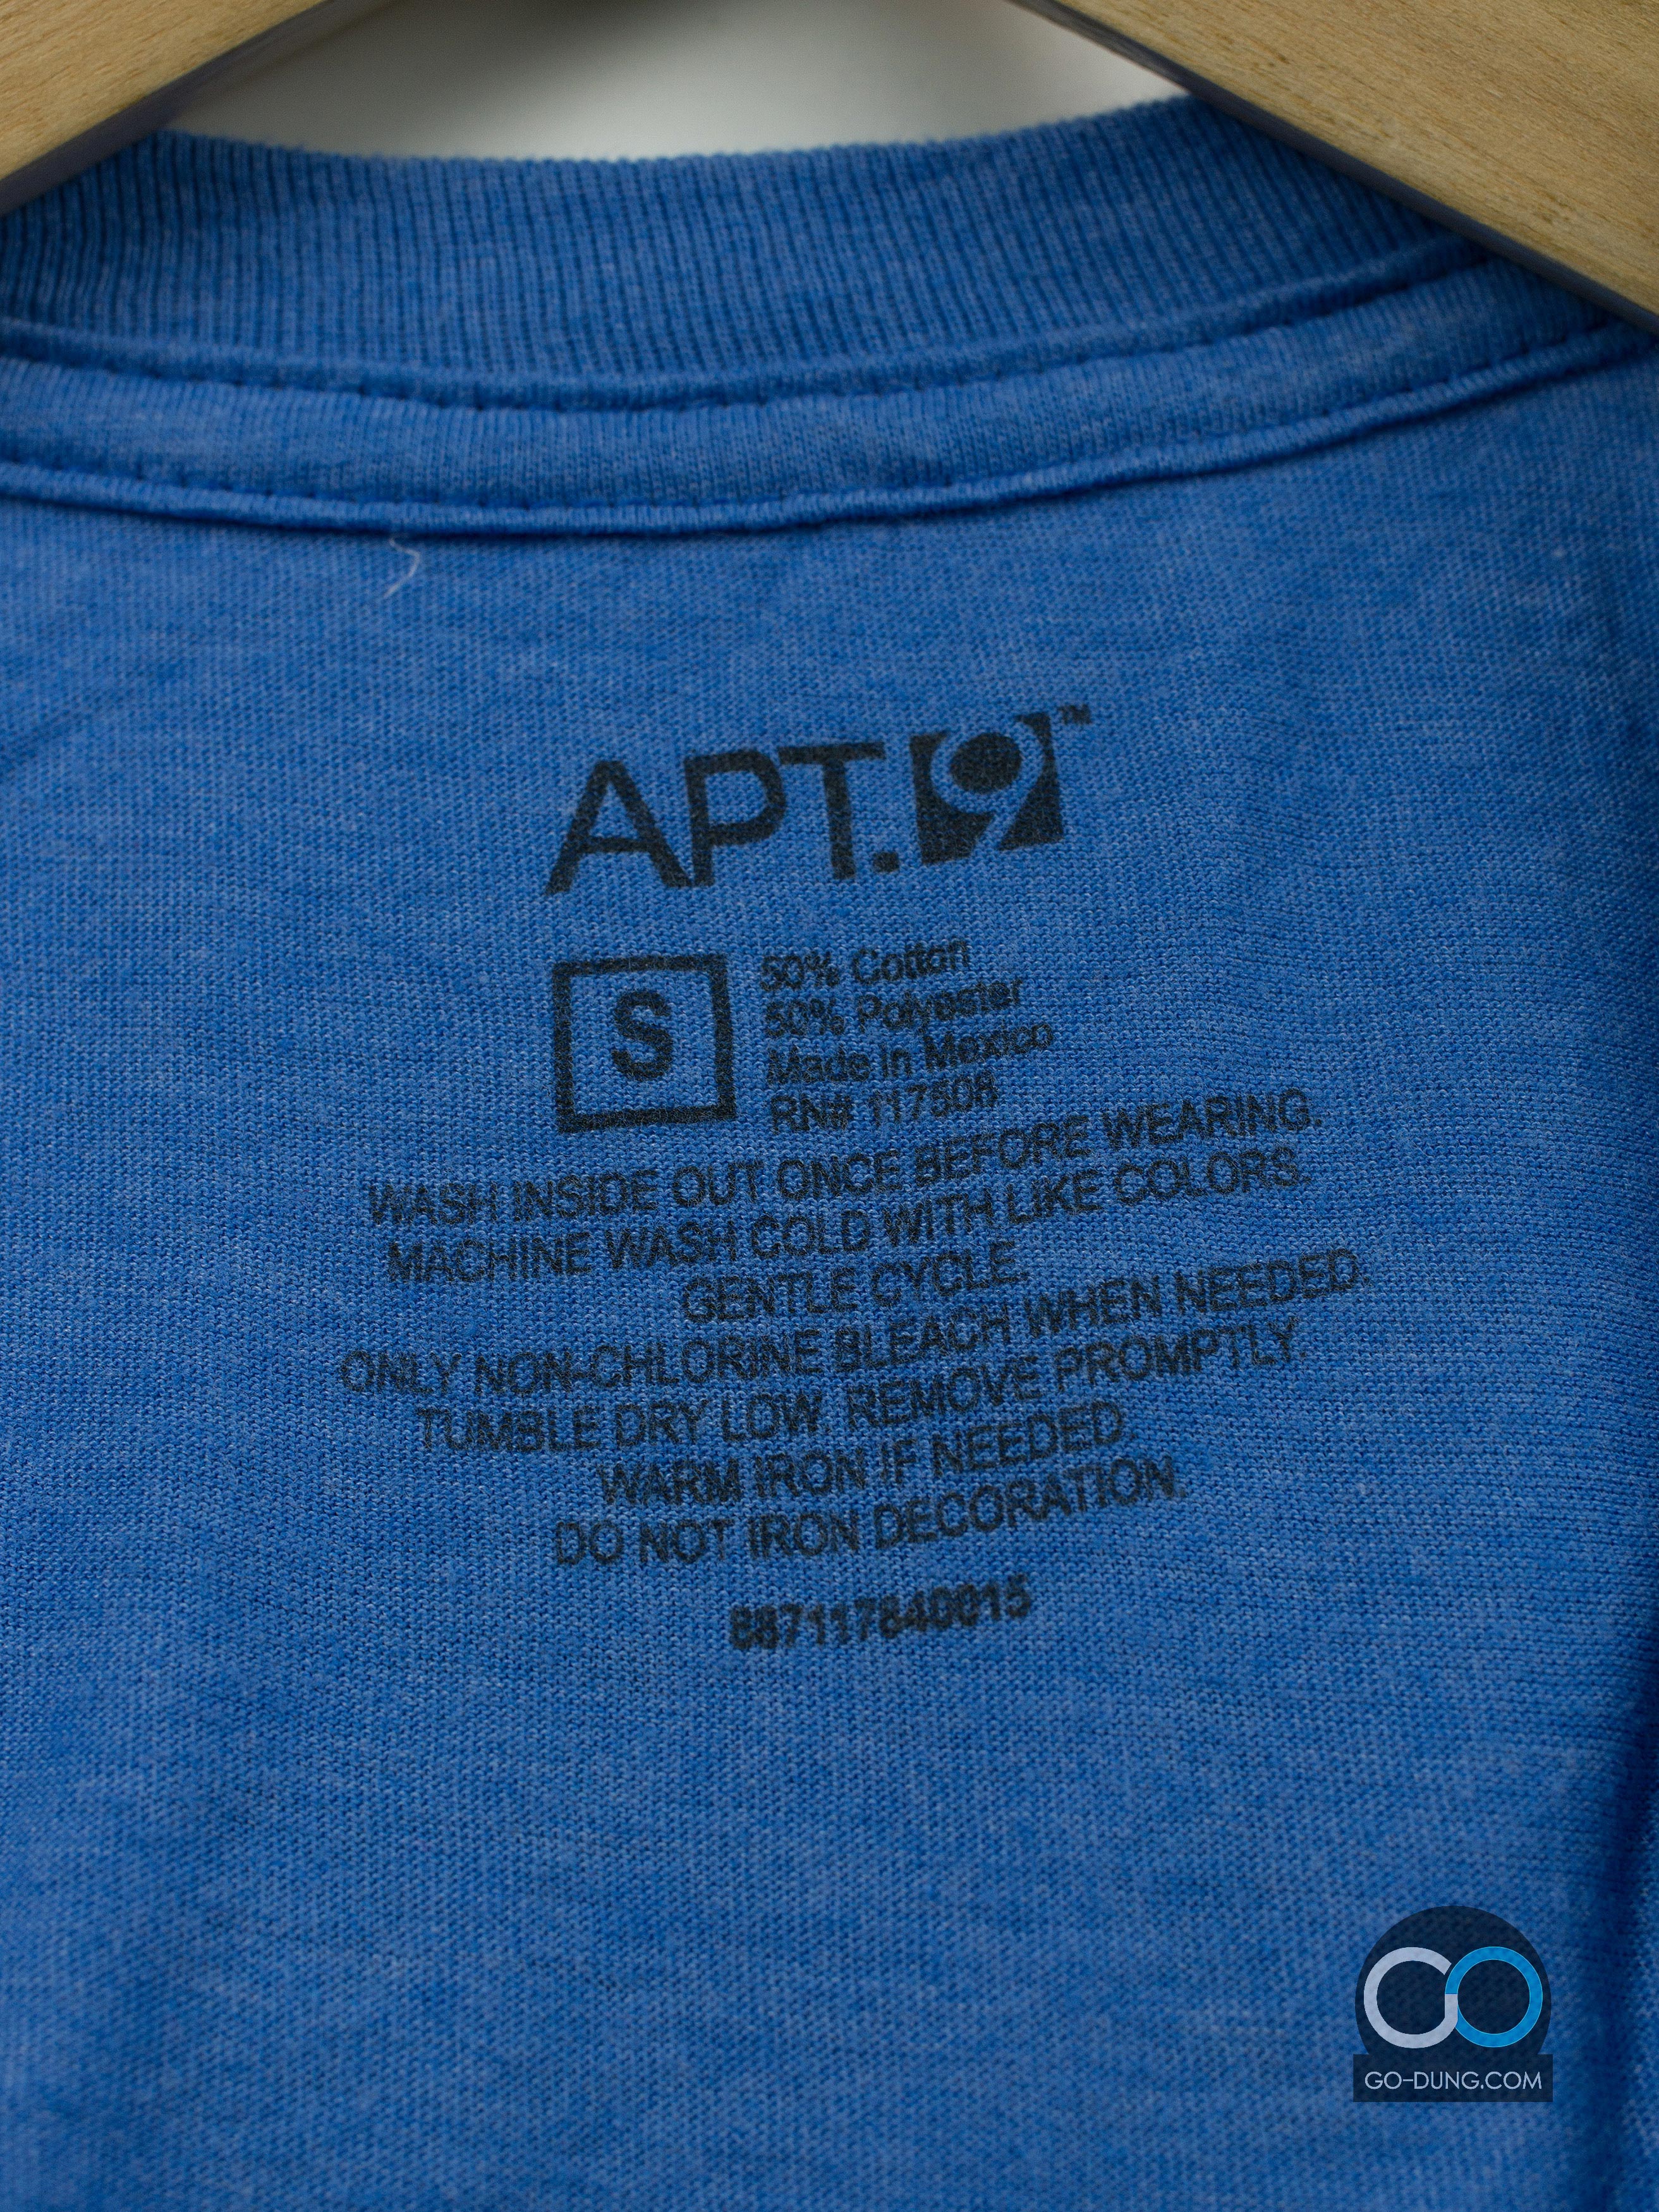 APT.9™
S
50% Cotton
50% Polyester
Made in Mexico
RN# 117508
WASH INSIDE OUT ONCE BEFORE WEARING.
MACHINE WASH COLD WITH LIKE COLORS.
GENTLE CYCLE.
ONLY NON-CHLORINE BLEACH WHEN NEEDED.
TUMBLE DRY LOW. REMOVE PROMPTLY.
WARM IRON IF NEEDED.
DO NOT IRON DECORATION.
887117840015
GO
GO-DUNG.COM